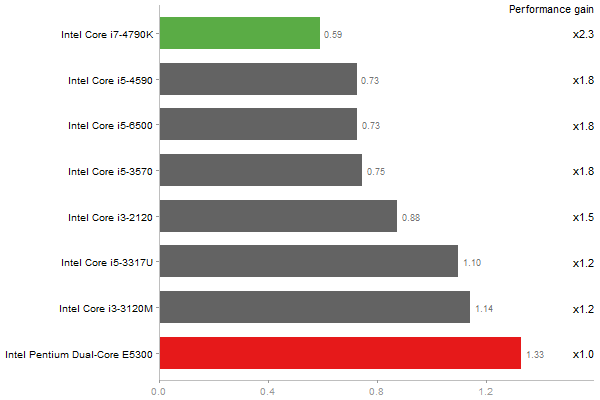 Performance gain
Intel Core i7-4790K 0.59 x2.3
Intel Core i5-4590 0.73 x1.8
Intel Core i5-6500 0.73 x1.8
Intel Core i5-3570 0.75 x1.8
Intel Core i3-2120 0.88 x1.5
Intel Core i5-3317U 1.10 x1.2
Intel Core i3-3120M 1.14 x1.2
Intel Pentium Dual-Core E5300 1.33 x1.0
0.0 0.4 0.8 1.2